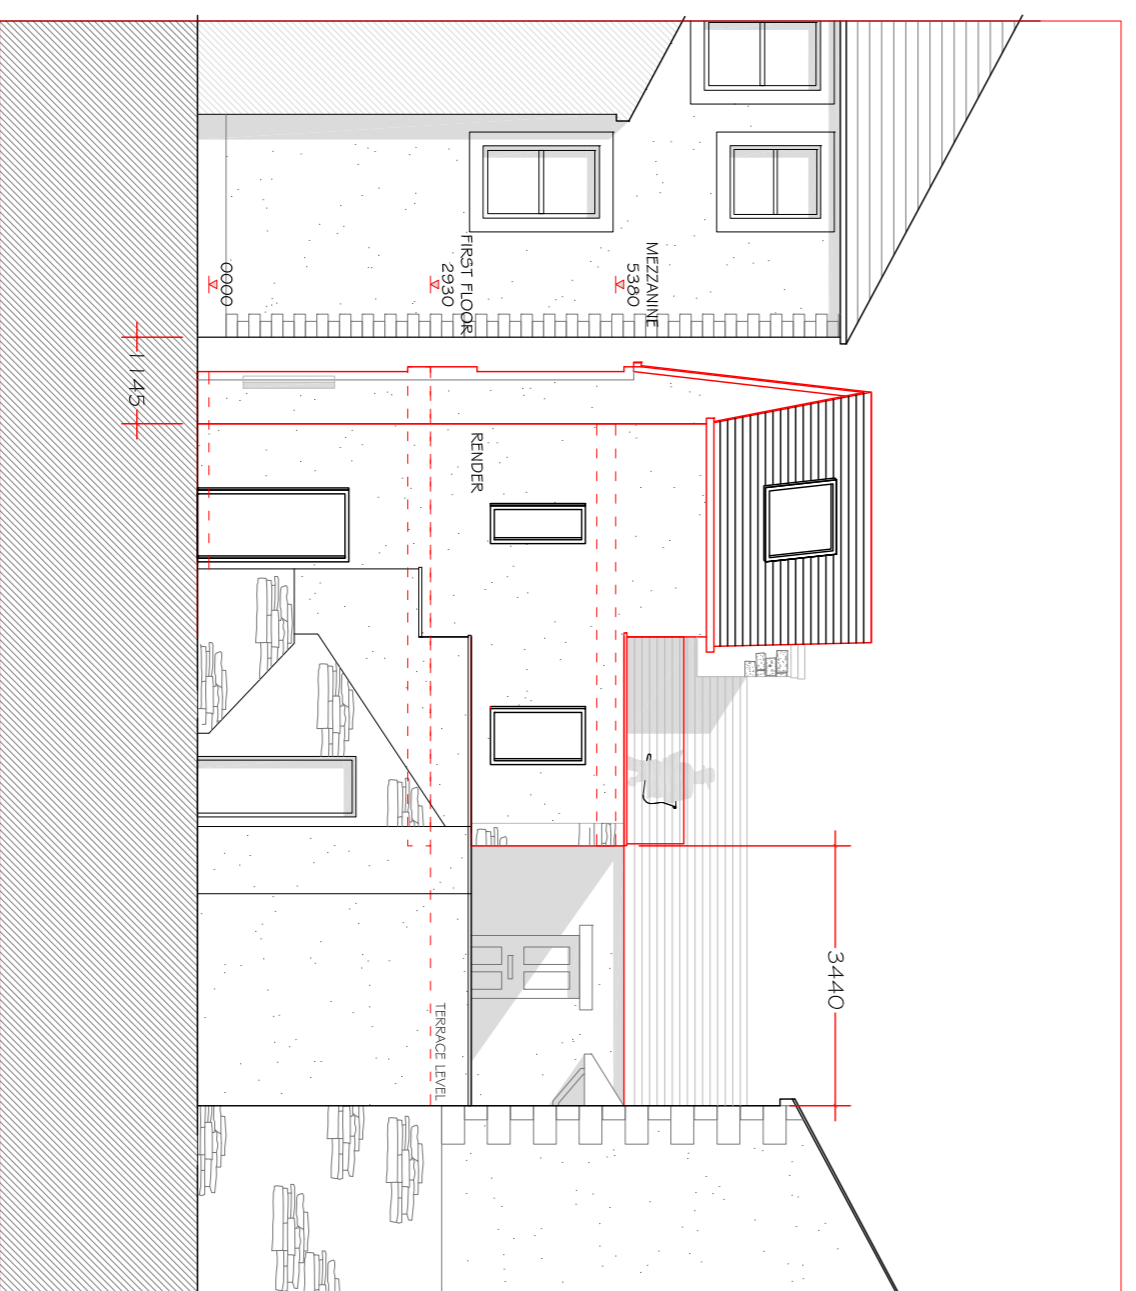 MEZZANINE
5380
FIRST FLOOR
2930
0000
1145
RENDER
3440
TERRACE LEVEL